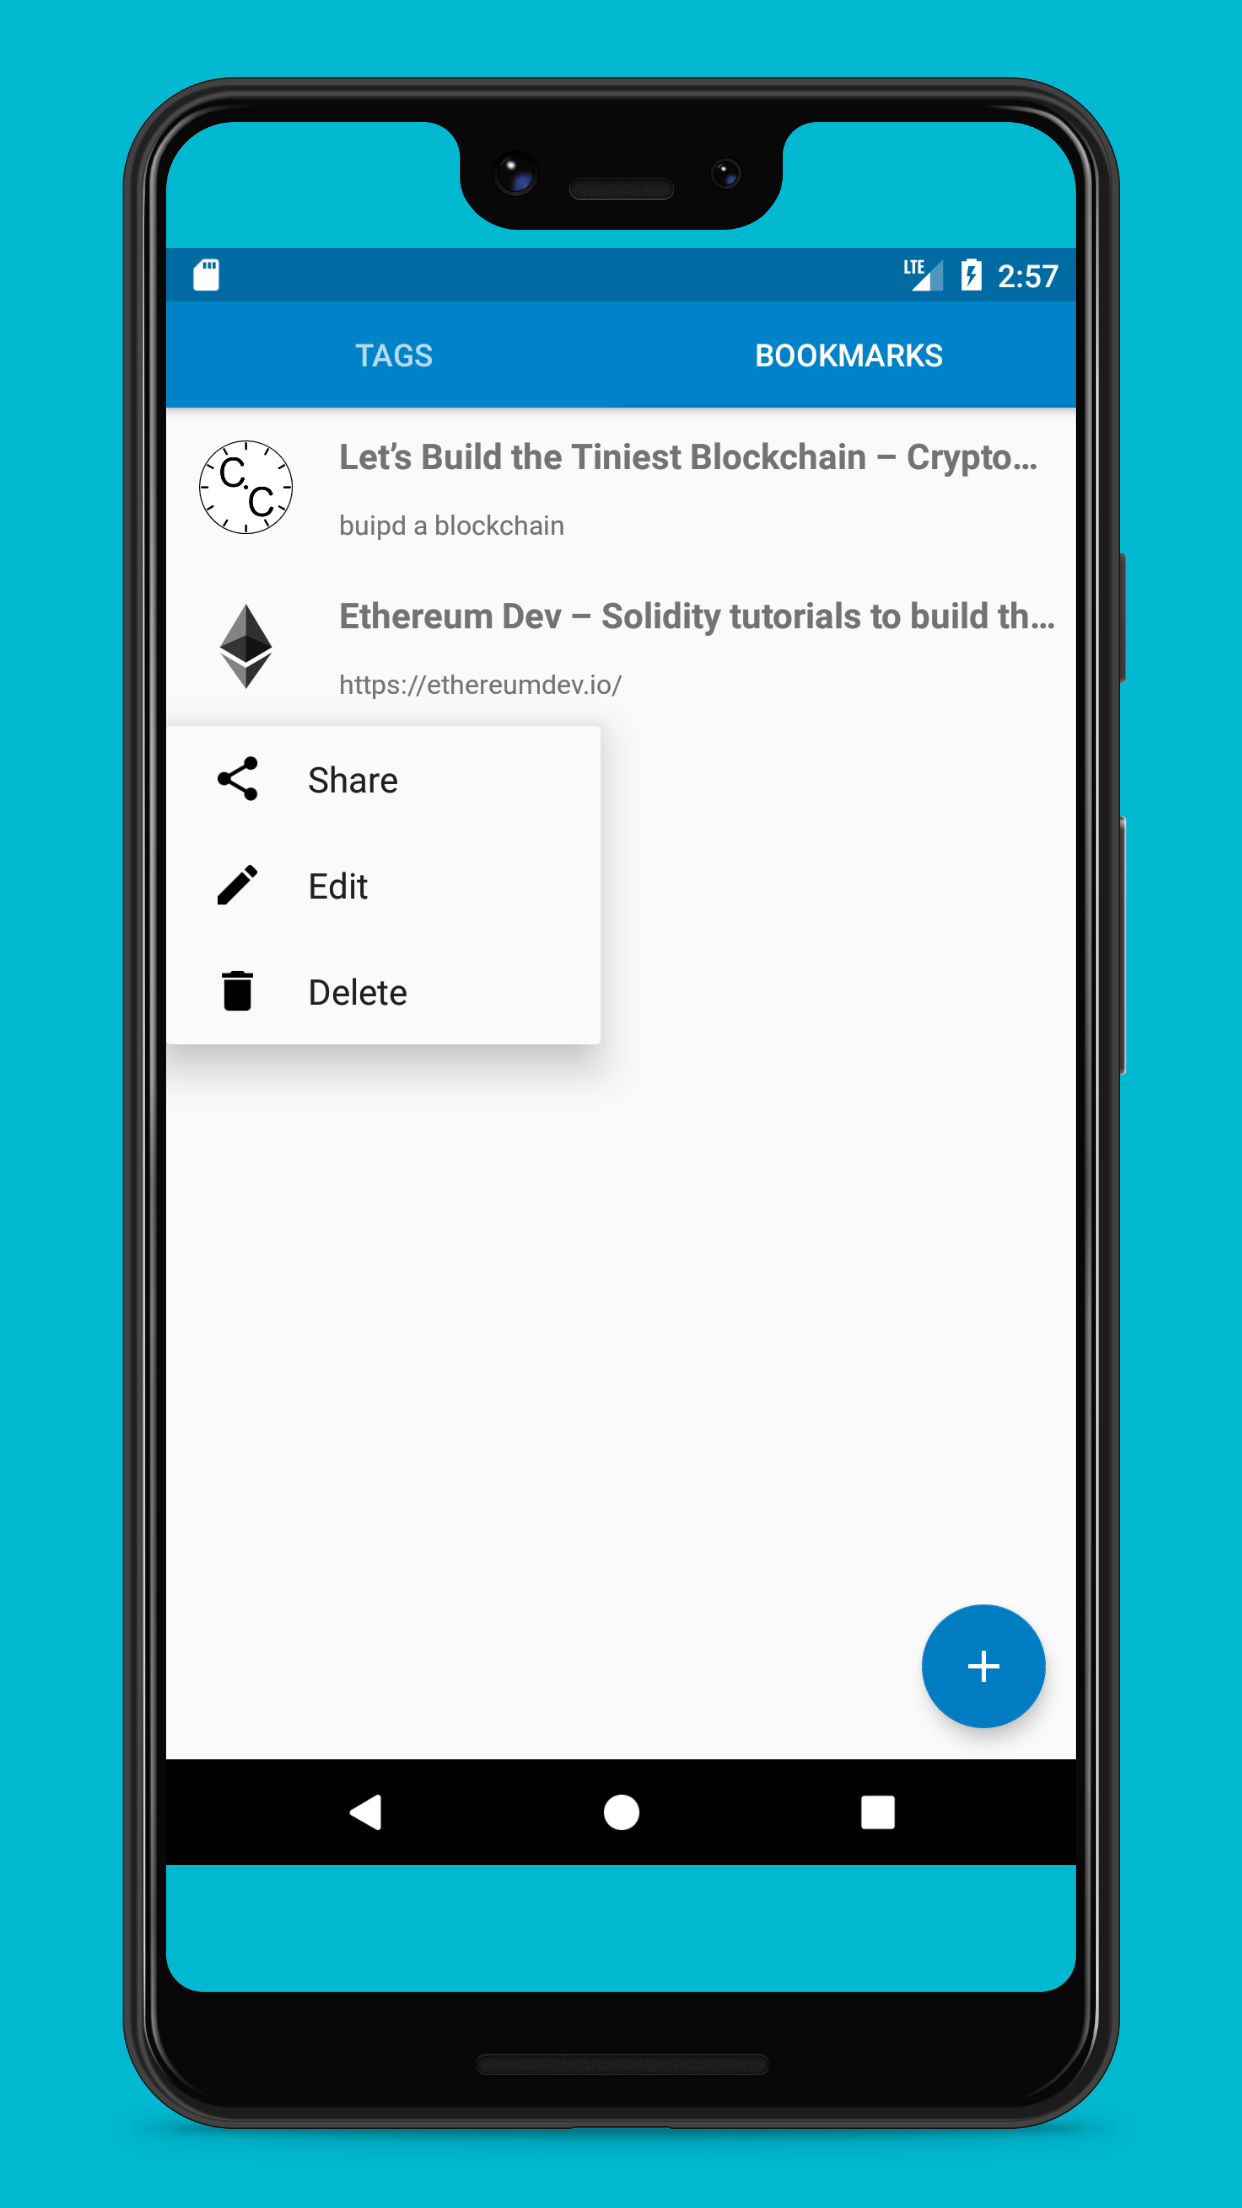 LTE 2:57
TAGS BOOKMARKS
C.C
Let’s Build the Tiniest Blockchain – Crypto...
buipd a blockchain
Ethereum Dev – Solidity tutorials to build th...
https://ethereumdev.io/
Share
Edit
Delete